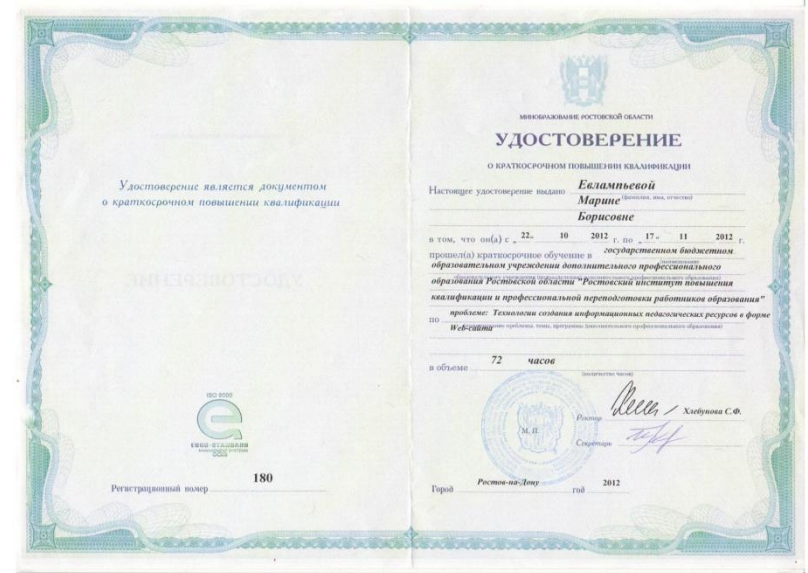 Удостоверение является документом
о краткосрочном повышении квалификации
Регистрационный номер 180
МИНОБРАЗОВАНИЕ РОСТОВСКОЙ ОБЛАСТИ
УДОСТОВЕРЕНИЕ
О КРАТКОСРОЧНОМ ПОВЫШЕНИИ КВАЛИФИКАЦИИ
Настоящее удостоверение выдано Евлампьевой
Марине (фамилия, имя, отчество)
Борисовне
в том, что он(а) с „ 22„ 10 2012 г. по „ 17 „ 11 2012 г.
прошел(а) краткосрочное обучение в государственном бюджетном
образовательном учреждении дополнительного профессионального
образования Ростовской области "Ростовский институт повышения
квалификации и профессиональной переподготовки работников образования"
по проблеме: Технологии создания информационных педагогических ресурсов в форме
Web-сайта
в объеме 72 часов
(количество часов)
Ректор Хлебунова С.Ф.
М. П.
Секретарь
Город Ростов-на-Дону год 2012